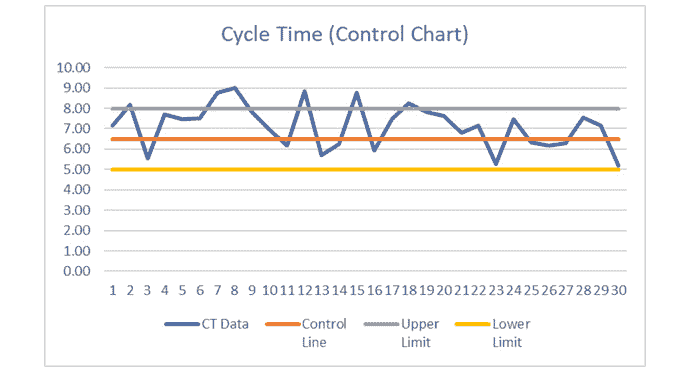 Cycle Time (Control Chart)
10.00
9.00
8.00
7.00
6.00
5.00
4.00
3.00
2.00
1.00
0.00
1 2 3 4 5 6 7 8 9 10 11 12 13 14 15 16 17 18 19 20 21 22 23 24 25 26 27 28 29 30
CT Data Control Upper Lower
Line Limit Limit